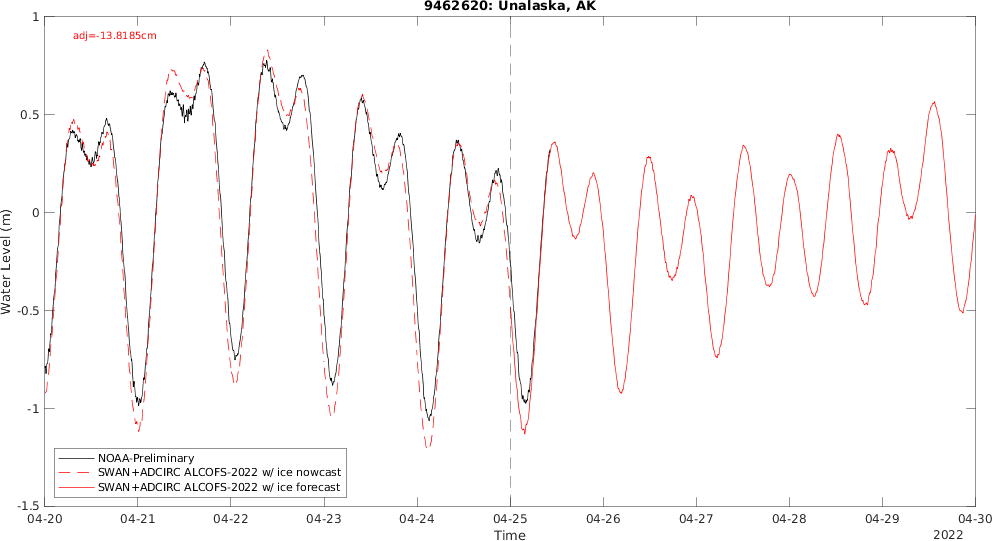 9462620: Unalaska, AK
adj=-13.8185cm
1
0.5
0
-0.5
-1
-1.5
Water Level (m)
NOAA-Preliminary
SWAN+ADCIRC ALCOFS-2022 w/ ice nowcast
SWAN+ADCIRC ALCOFS-2022 w/ ice forecast
04-20 04-21 04-22 04-23 04-24 04-25 04-26 04-27 04-28 04-29 04-30
Time
2022